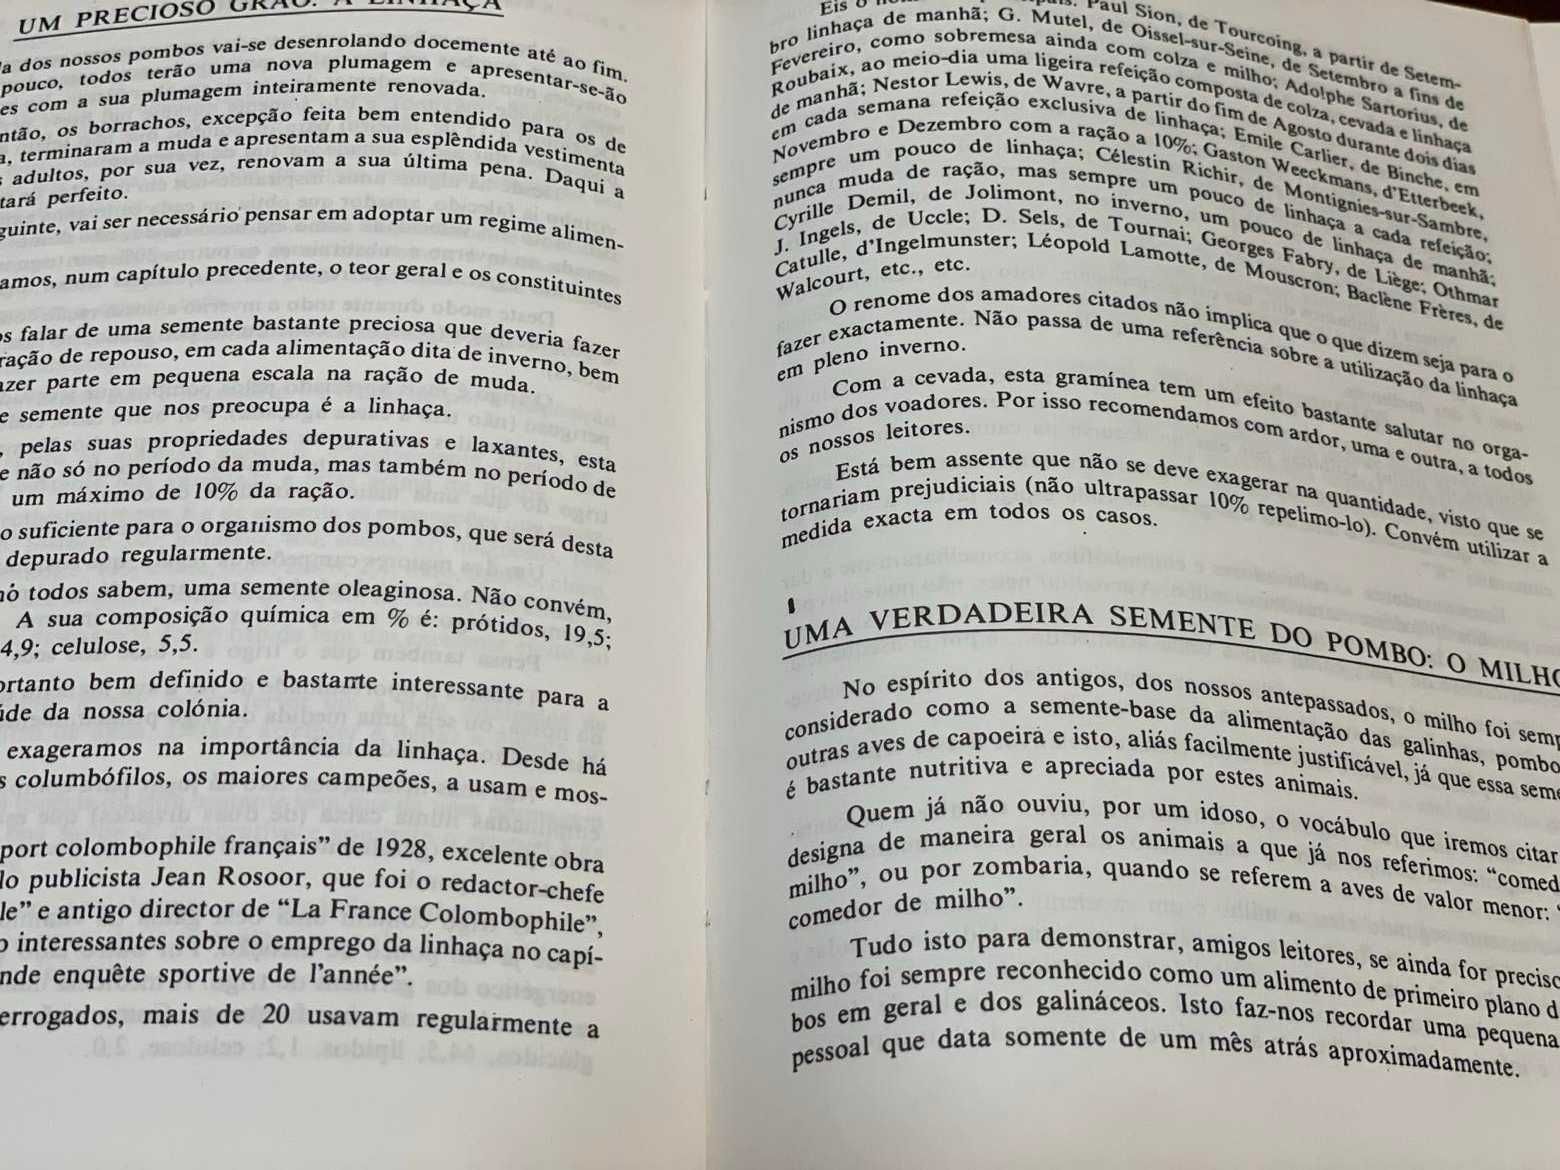 UM PRECIOSO GRÃO: A LINHAÇA
dos nossos pombos vai-se desenrolando docemente até ao fim.
pouco, todos terão uma nova plumagem e apresentar-se-ão
com a sua plumagem inteiramente renovada.
os borrachos, excepção feita bem entendido para os de
terminaram a muda e apresentam a sua esplêndida vestimenta
adultos, por sua vez, renovam a sua última pena. Daqui a
perfeito.
vai ser necessário pensar em adoptar um regime alimen-
num capítulo precedente, o teor geral e os constituintes
falar de uma semente bastante preciosa que deveria fazer
ração de repouso, em cada alimentação dita de inverno, bem
parte em pequena escala na ração de muda.
semente que nos preocupa é a linhaça.
pelas suas propriedades depurativas e laxantes, esta
não só no período da muda, mas também no período de
um máximo de 10% da ração.
o suficiente para o organismo dos pombos, que será desta
depurado regularmente.
todos sabem, uma semente oleaginosa. Não convém,
A sua composição química em % é: prótidos, 19,5;
4,9; celulose, 5,5.
bem definido e bastante interessante para a
da nossa colónia.
exageramos na importância da linhaça. Desde há
columbófilos, os maiores campeões, a usam e mos-
port colombophile français” de 1928, excelente obra
publicista Jean Rosoor, que foi o redactor-chefe
le” e antigo director de “La France Colombophile”,
interessantes sobre o emprego da linhaça no capí-
enquête sportive de l’année”.
mais de 20 usavam regularmente a
Eis o Paul Sion, de Tourcoing, a partir de Setem-
bro linhaça de manhã; G. Mutel, de Oissel-sur-Seine, de Setembro a fins de
Fevereiro, como sobremesa ainda com colza e milho; Adolphe Sartorius, de
Roubaix, ao meio-dia uma ligeira refeição composta de colza, cevada e linhaça
de manhã; Nestor Lewis, de Wavre, a partir do fim de Agosto durante dois dias
em cada semana refeição exclusiva de linhaça; Emile Carlier, de Binche, em
Novembro e Dezembro com a ração a 10%; Gaston Weeckmans, d’Etterbeek,
sempre um pouco de linhaça; Célestin Richir, de Montignies-sur-Sambre,
nunca muda de ração, mas sempre um pouco de linhaça a cada refeição;
Cyrille Demil, de Jolimont, no inverno, um pouco de linhaça de manhã;
J. Ingels, de Uccle; D. Sels, de Tournai; Georges Fabry, de Liège; Othmar
Catulle, d’Ingelmunster; Léopold Lamotte, de Mouscron; Baclène Frères, de
Walcourt, etc., etc.
O renome dos amadores citados não implica que o que dizem seja para o
fazer exactamente. Não passa de uma referência sobre a utilização da linhaça
em pleno inverno.
Com a cevada, esta gramínea tem um efeito bastante salutar no orga-
nismo dos voadores. Por isso recomendamos com ardor, uma e outra, a todos
os nossos leitores.
Está bem assente que não se deve exagerar na quantidade, visto que se
tornariam prejudiciais (não ultrapassar 10% repelimo-lo). Convém utilizar a
medida exacta em todos os casos.
UMA VERDADEIRA SEMENTE DO POMBO: O MILHO
No espírito dos antigos, dos nossos antepassados, o milho foi
considerado como a semente-base da alimentação das galinhas,
outras aves de capoeira e isto, aliás facilmente justificável, já que essa
é bastante nutritiva e apreciada por estes animais.
Quem já não ouviu, por um idoso, o vocábulo que iremos citar
designa de maneira geral os animais a que já nos referimos:
milho”, ou por zombaria, quando se referem a aves de valor menor:
comedor de milho”.
Tudo isto para demonstrar, amigos leitores, se ainda for
milho foi sempre reconhecido como um alimento de primeiro plano
bos em geral e dos galináceos. Isto faz-nos recordar uma pequena
pessoal que data somente de um mês atrás aproximadamente.